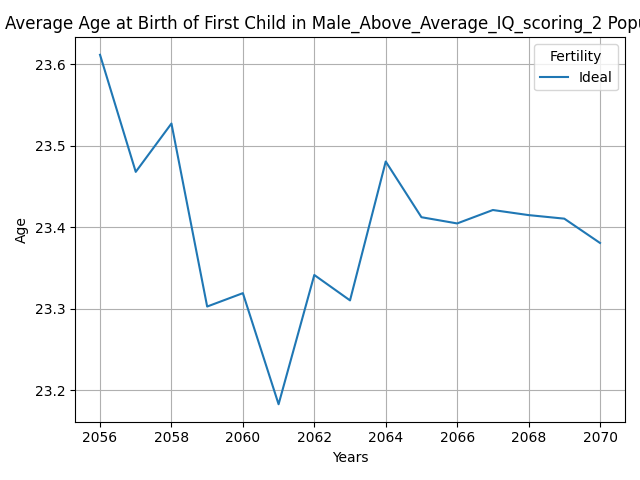 Average Age at Birth of First Child in Male_Above_Average_IQ_scoring_2
Fertility
Ideal
23.6
23.5
23.4
23.3
23.2
Age
2056 2058 2060 2062 2064 2066 2068 2070
Years